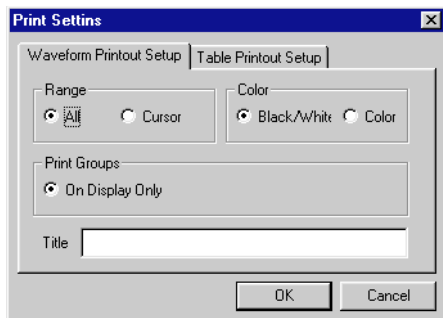 Print Settins
Waveform Printout Setup Table Printout Setup
Range Color
All Cursor Black/White Color
Print Groups
On Display Only
Title
OK Cancel